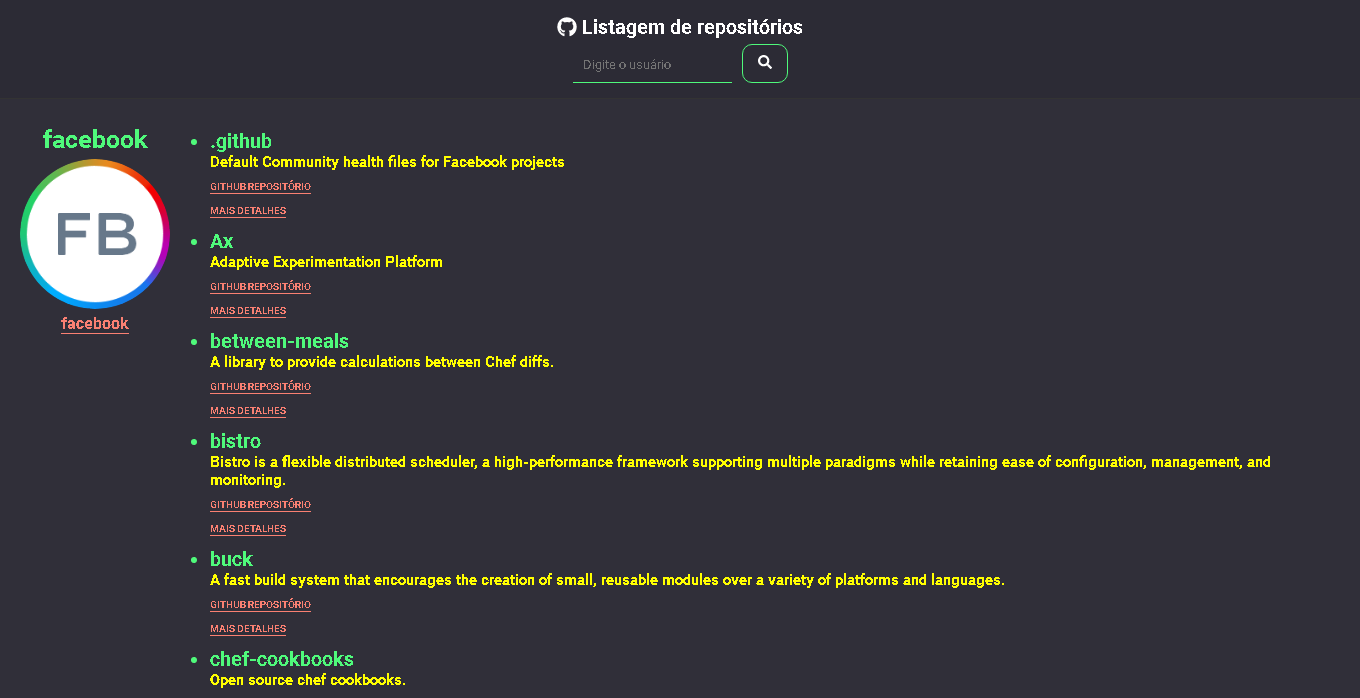 Listagem de repositórios
Digite o usuário
facebook
FB
facebook
.github
Default Community health files for Facebook projects
GITHUB REPOSITÓRIO
MAIS DETALHES
Ax
Adaptive Experimentation Platform
GITHUB REPOSITÓRIO
MAIS DETALHES
between-meals
A library to provide calculations between Chef diffs.
GITHUB REPOSITÓRIO
MAIS DETALHES
bistro
Bistro is a flexible distributed scheduler, a high-performance framework supporting multiple paradigms while retaining ease of configuration, management, and
monitoring.
GITHUB REPOSITÓRIO
MAIS DETALHES
buck
A fast build system that encourages the creation of small, reusable modules over a variety of platforms and languages.
GITHUB REPOSITÓRIO
MAIS DETALHES
chef-cookbooks
Open source chef cookbooks.